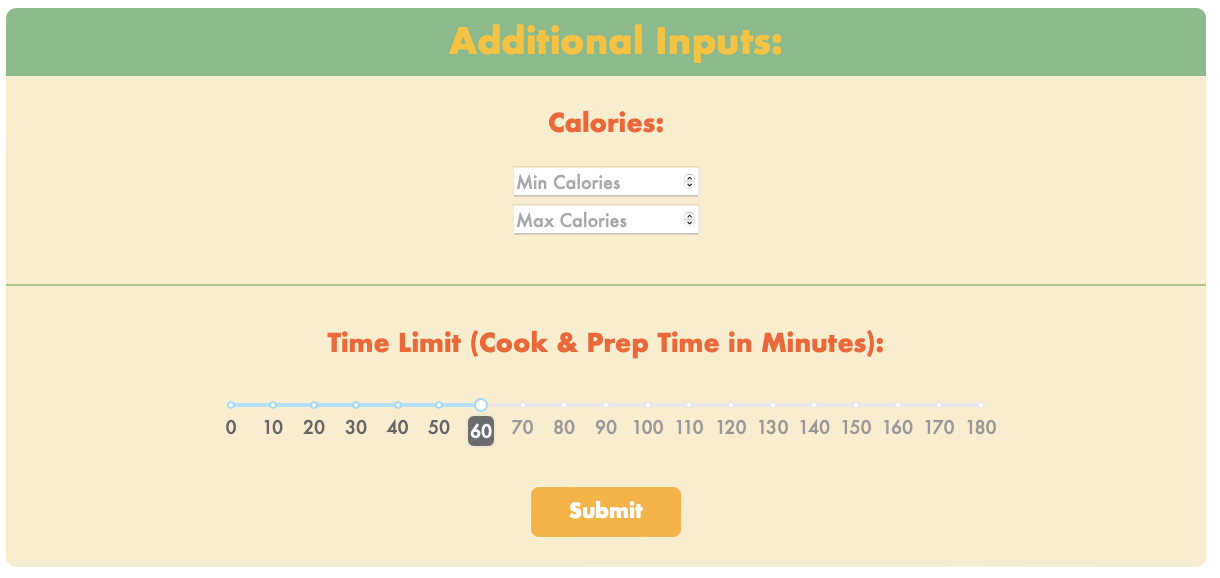 Additional Inputs:
Calories:
Min Calories
Max Calories
Time Limit (Cook & Prep Time in Minutes):
0 10 20 30 40 50 60 70 80 90 100 110 120 130 140 150 160 170 180
Submit